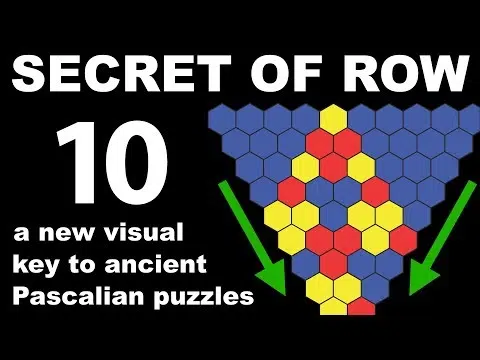 SECRET OF ROW
10
a new visual
key to ancient
Pascalian puzzles